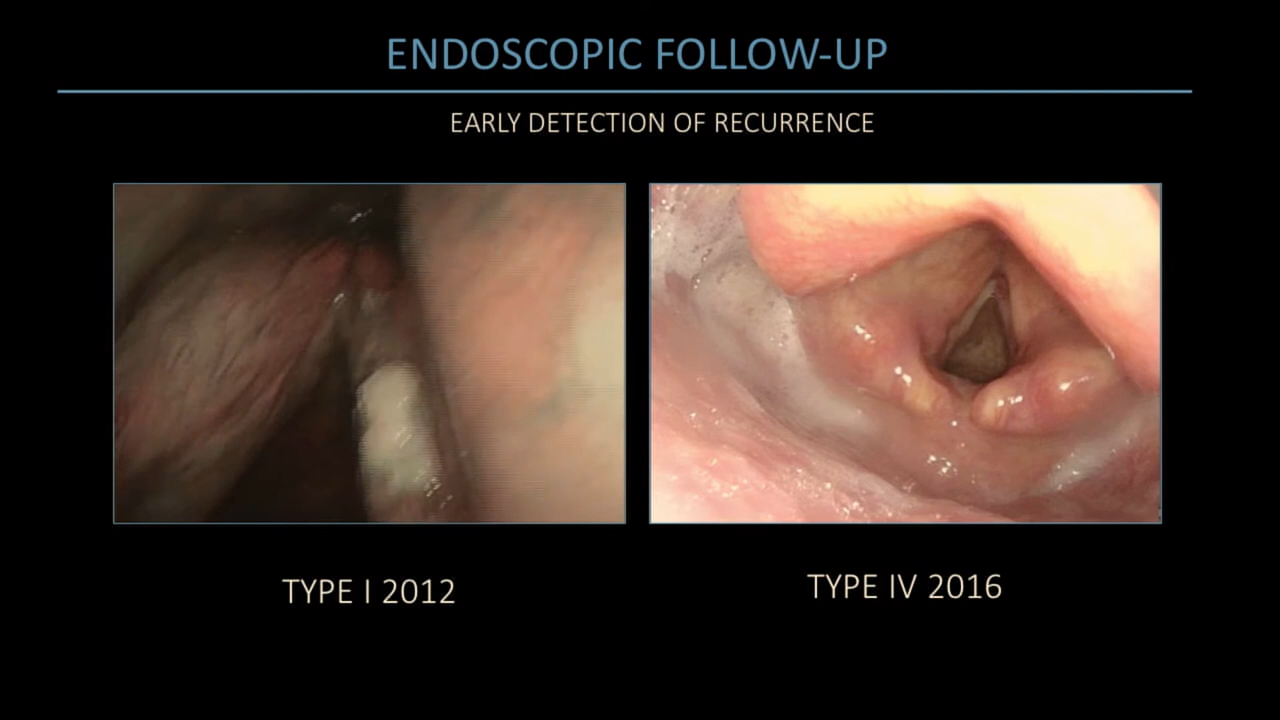 ENDOSCOPIC FOLLOW-UP
EARLY DETECTION OF RECURRENCE
TYPE I 2012
TYPE IV 2016